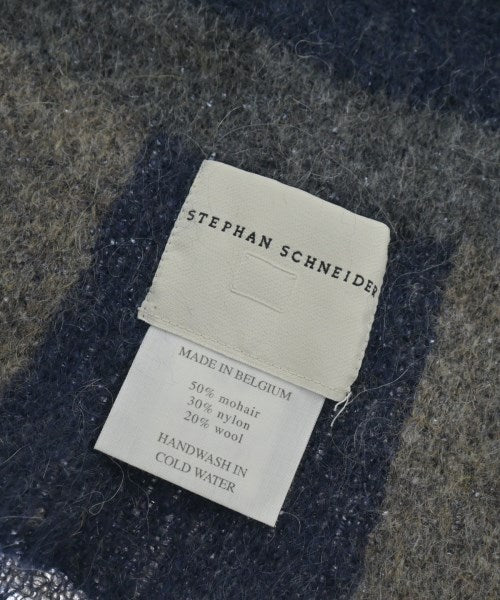 STEPHAN SCHNEIDER
MADE IN BELGIUM
50% mohair
30% nylon
20% wool
HANDWASH IN
COLD WATER